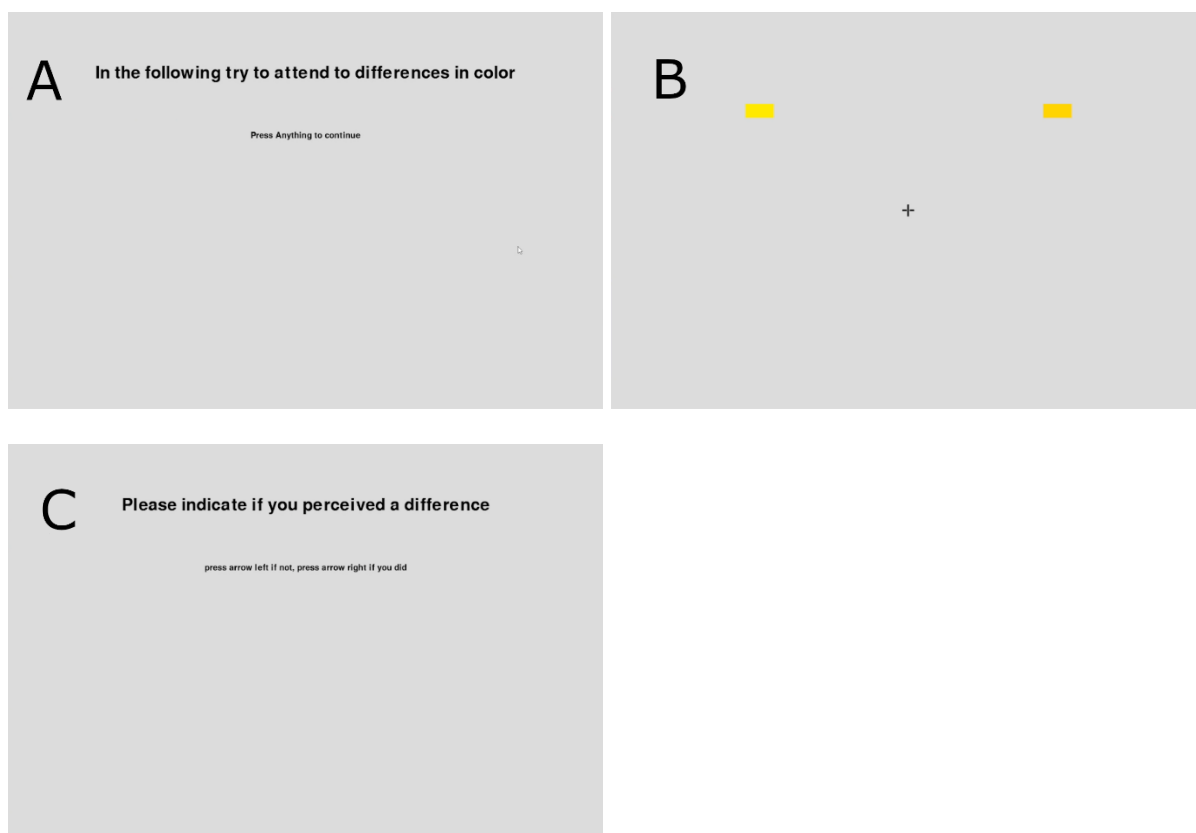 A
In the following try to attend to differences in color
Press Anything to continue
B
C
Please indicate if you perceived a difference
press arrow left if not, press arrow right if you did